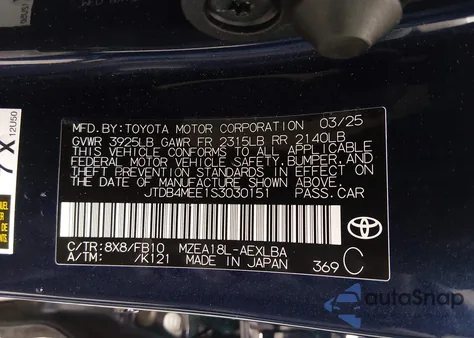 7X
12U50
MFD.BY:TOYOTA MOTOR CORPORATION 03/25
GVWR 3925LB GAWR FR 2315LB RR 2140LB
THIS VEHICLE CONFORMS TO ALL APPLICABLE
FEDERAL MOTOR VEHICLE SAFETY, BUMPER, AND
THEFT PREVENTION STANDARDS IN EFFECT ON
THE DATE OF MANUFACTURE SHOWN ABOVE.
JTDB4MEE1S3030151 PASS.CAR
C/TR:8X8/FB10 MZEA18L-AEXLBA
A/TM: /K121 MADE IN JAPAN 369 C
autoSnap